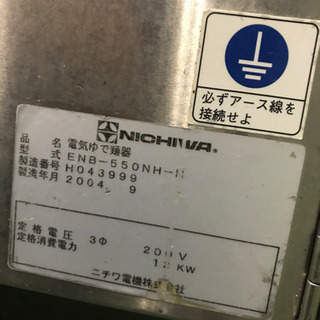 必ずアース線を
接続せよ
NICHIWA
品名 電気ゆで麺器
型式 ENB-550NH-II
製造番号 H043999
製造年月 2004 9
定格電圧 3Φ 200V
定格消費電力 12KW
ニチワ電機株式会社